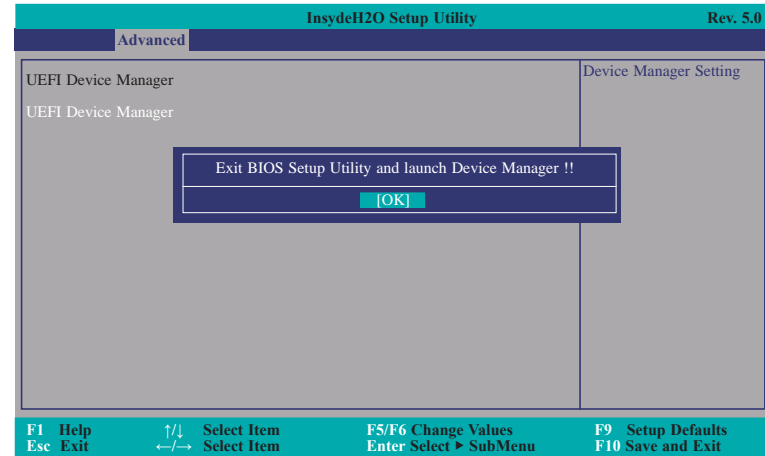 InsydeH2O Setup Utility Rev. 5.0
Advanced
UEFI Device Manager
Device Manager Setting
UEFI Device Manager
Exit BIOS Setup Utility and launch Device Manager !!
[OK]
F1 Help ↑/↓ Select Item F5/F6 Change Values F9 Setup Defaults
Esc Exit ←/→ Select Item Enter Select ▶ SubMenu F10 Save and Exit